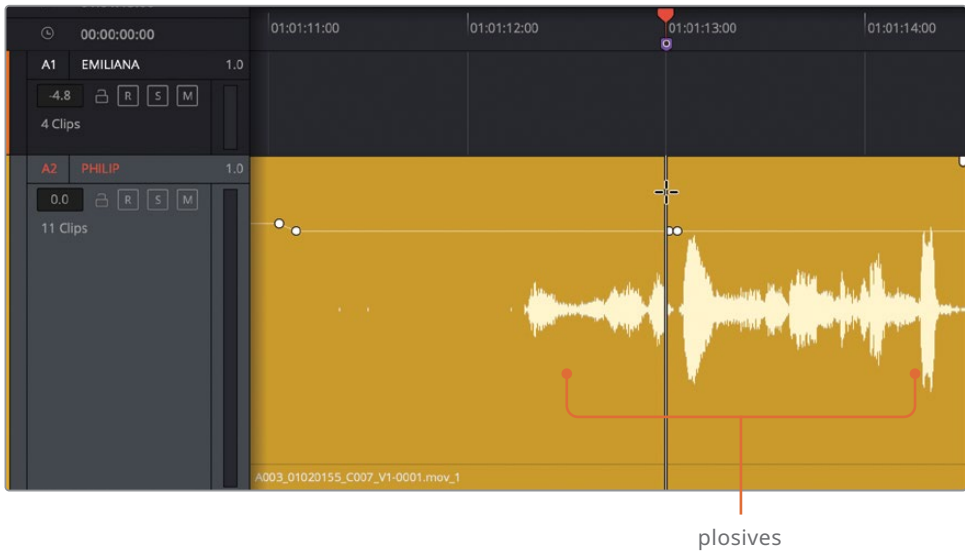 00:00:00:00
01:01:11:00 01:01:12:00 01:01:13:00 01:01:14:00
A1 EMILIANA 1.0
-4.8 R S M
4 Clips
A2 PHILIP 1.0
0.0 R S M
11 Clips
A003_01020155_C007_V1-0001.mov_1
plosives